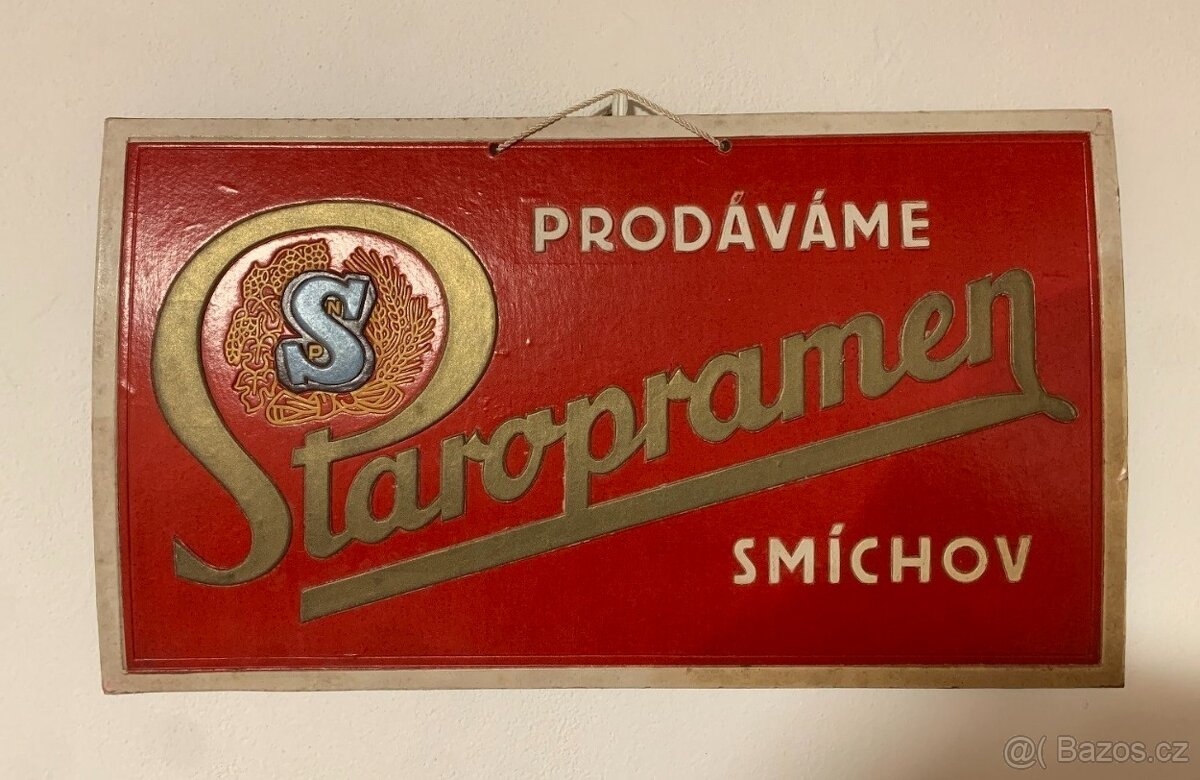 PRODÁVÁME
S
N
P
Staropramen
SMÍCHOV
@( Bazos.cz